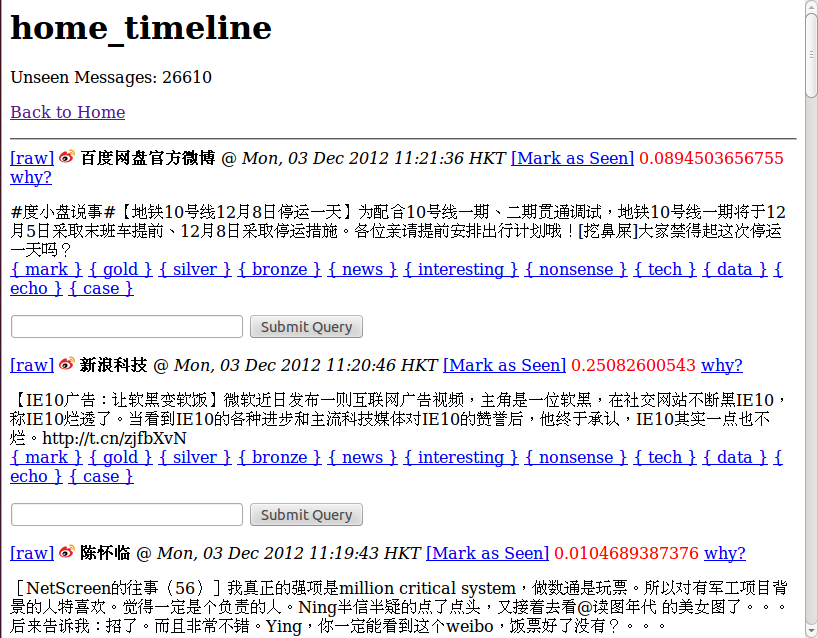 home_timeline
Unseen Messages: 26610
Back to Home
[raw] 百度网盘官方微博 @ Mon, 03 Dec 2012 11:21:36 HKT [Mark as Seen] 0.0894503656755
why?
#度小盘说事#【地铁10号线12月8日停运一天】为配合10号线一期、二期贯通调试，地铁10号线一期将于12
月5日采取末班车提前、12月8日采取停运措施。各位亲请提前安排出行计划哦！[挖鼻屎]大家禁得起这次停运
一天吗？
{ mark } { gold } { silver } { bronze } { news } { interesting } { nonsense } { tech } { data } {
echo } { case }
Submit Query
[raw] 新浪科技 @ Mon, 03 Dec 2012 11:20:46 HKT [Mark as Seen] 0.25082600543 why?
【IE10广告：让软黑变软饭】微软近日发布一则互联网广告视频，主角是一位软黑，在社交网站不断黑IE10，
称IE10烂透了。当看到IE10的各种进步和主流科技媒体对IE10的赞誉后，他终于承认，IE10其实一点也不
烂。http://t.cn/zjfbXvN
{ mark } { gold } { silver } { bronze } { news } { interesting } { nonsense } { tech } { data } {
echo } { case }
Submit Query
[raw] 陈怀临 @ Mon, 03 Dec 2012 11:19:43 HKT [Mark as Seen] 0.0104689387376 why?
［NetScreen的往事（56）］我真正的强项是million critical system，做数通是玩票。所以对有军工项目背
景的人特喜欢。觉得一定是个负责的人。Ning半信半疑的点了点头，又接着去看@读图年代 的美女图了。。。
后来告诉我：招了。而且非常不错。Ying，你一定能看到这个weibo，饭票好了没有？。。。